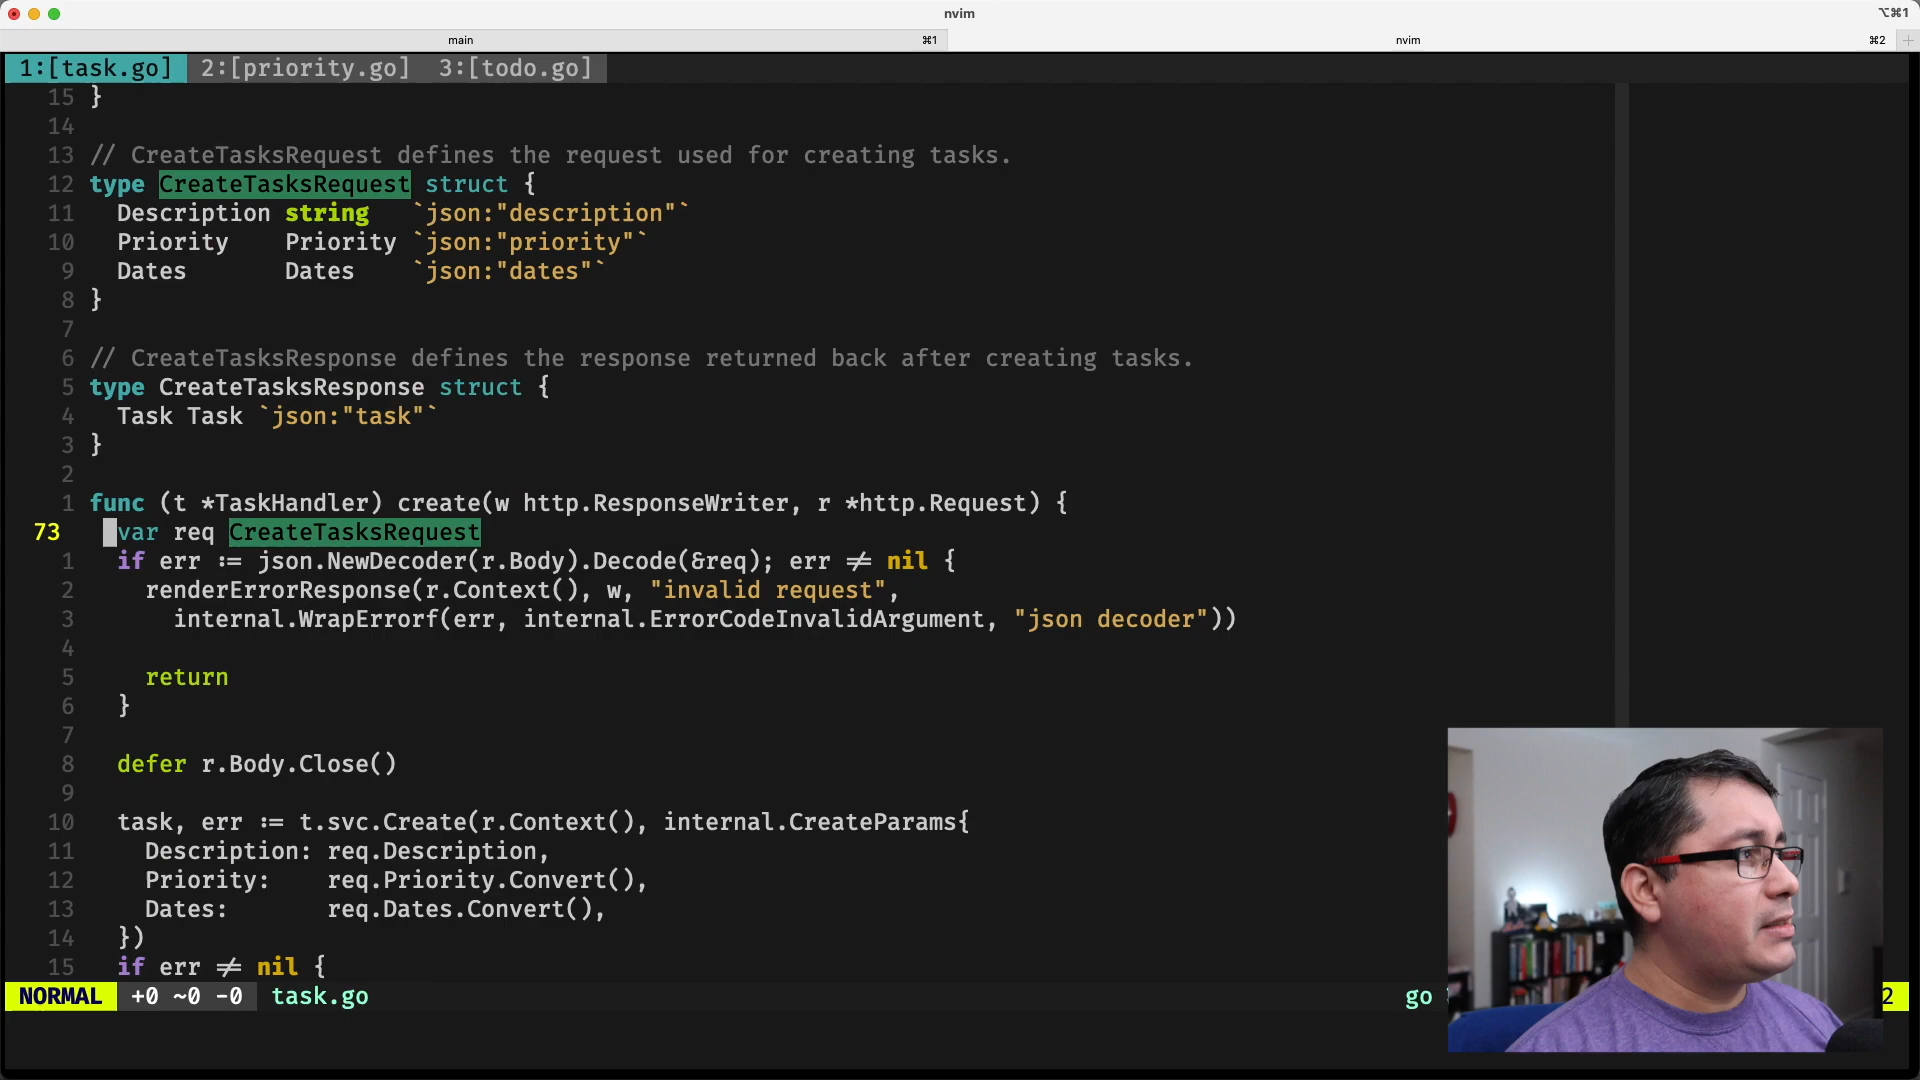 nvim
⌥⌘1
main ⌘1 nvim ⌘2 +
1:[task.go] 2:[priority.go] 3:[todo.go]
15 }
14
13 // CreateTasksRequest defines the request used for creating tasks.
12 type CreateTasksRequest struct {
11 Description string `json:"description"`
10 Priority Priority `json:"priority"`
9 Dates Dates `json:"dates"`
8 }
7
6 // CreateTasksResponse defines the response returned back after creating tasks.
5 type CreateTasksResponse struct {
4 Task Task `json:"task"`
3 }
2
1 func (t *TaskHandler) create(w http.ResponseWriter, r *http.Request) {
73 var req CreateTasksRequest
1 if err := json.NewDecoder(r.Body).Decode(&req); err != nil {
2 renderErrorResponse(r.Context(), w, "invalid request",
3 internal.WrapErrorf(err, internal.ErrorCodeInvalidArgument, "json decoder"))
4
5 return
6 }
7
8 defer r.Body.Close()
9
10 task, err := t.svc.Create(r.Context(), internal.CreateParams{
11 Description: req.Description,
12 Priority: req.Priority.Convert(),
13 Dates: req.Dates.Convert(),
14 })
15 if err != nil {
NORMAL +0 ~0 -0 task.go go 2